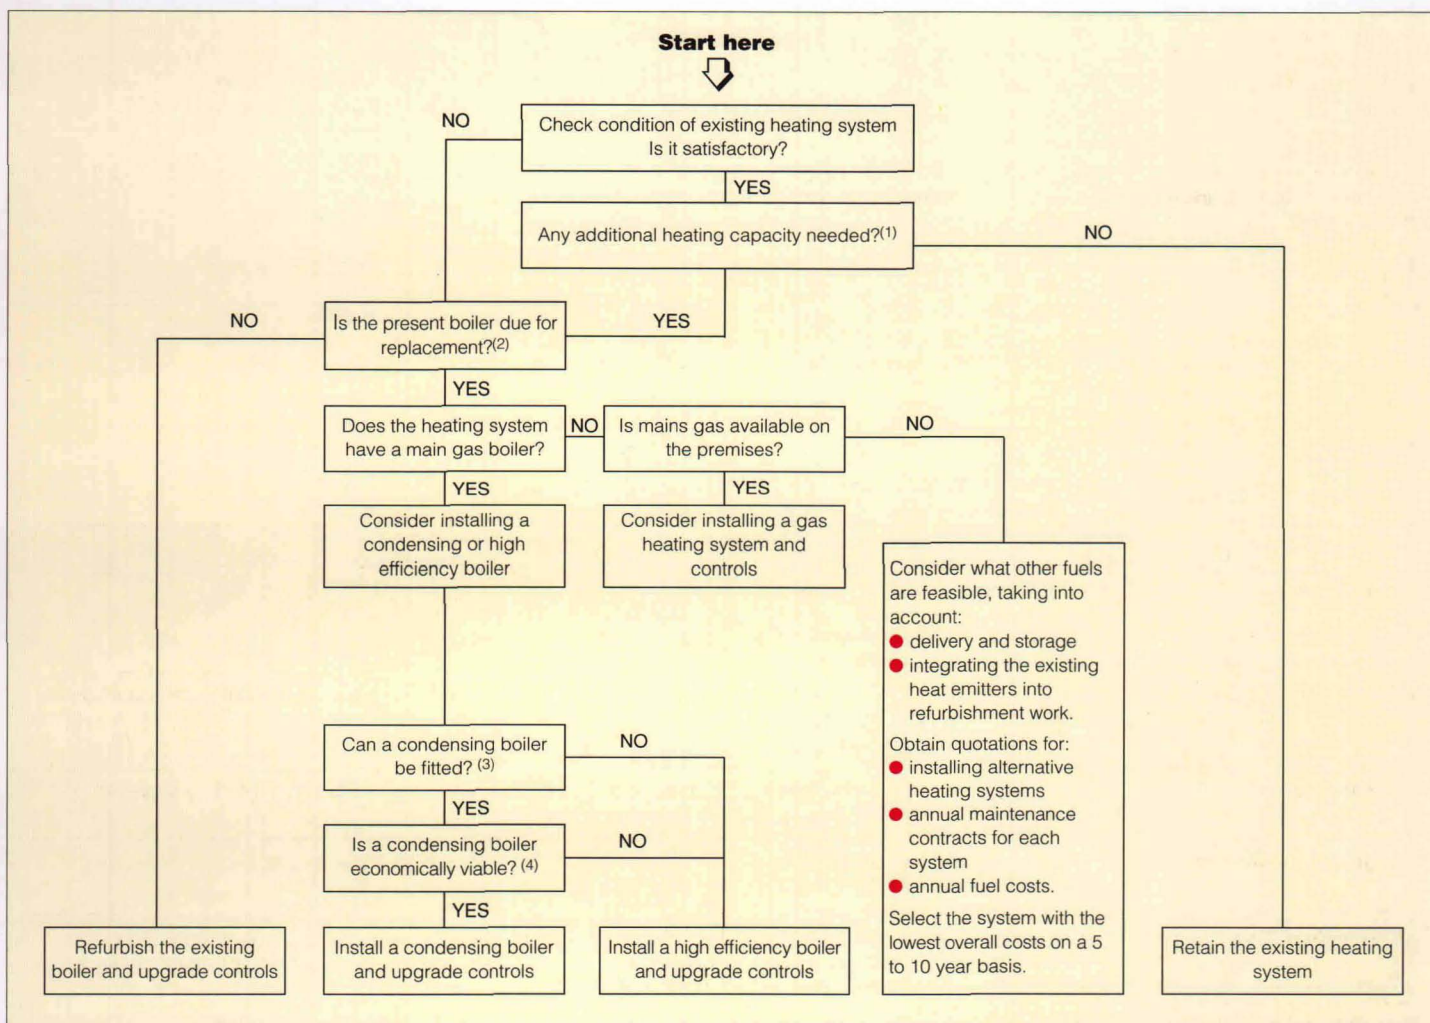 Start here
NO
Check condition of existing heating system
Is it satisfactory?
YES
Any additional heating capacity needed?(1)
NO
NO
Is the present boiler due for
replacement?(2)
YES
YES
Does the heating system
have a main gas boiler?
NO
Is mains gas available on
the premises?
NO
YES
YES
Consider installing a
condensing or high
efficiency boiler
Consider installing a gas
heating system and
controls
Consider what other fuels
are feasible, taking into
account:
● delivery and storage
● integrating the existing
heat emitters into
refurbishment work.
Obtain quotations for:
● installing alternative
heating systems
● annual maintenance
contracts for each
system
● annual fuel costs.
Select the system with the
lowest overall costs on a 5
to 10 year basis.
Can a condensing boiler
be fitted? (3)
NO
YES
Is a condensing boiler
economically viable? (4)
NO
YES
Refurbish the existing
boiler and upgrade controls
Install a condensing boiler
and upgrade controls
Install a high efficiency boiler
and upgrade controls
Retain the existing heating
system